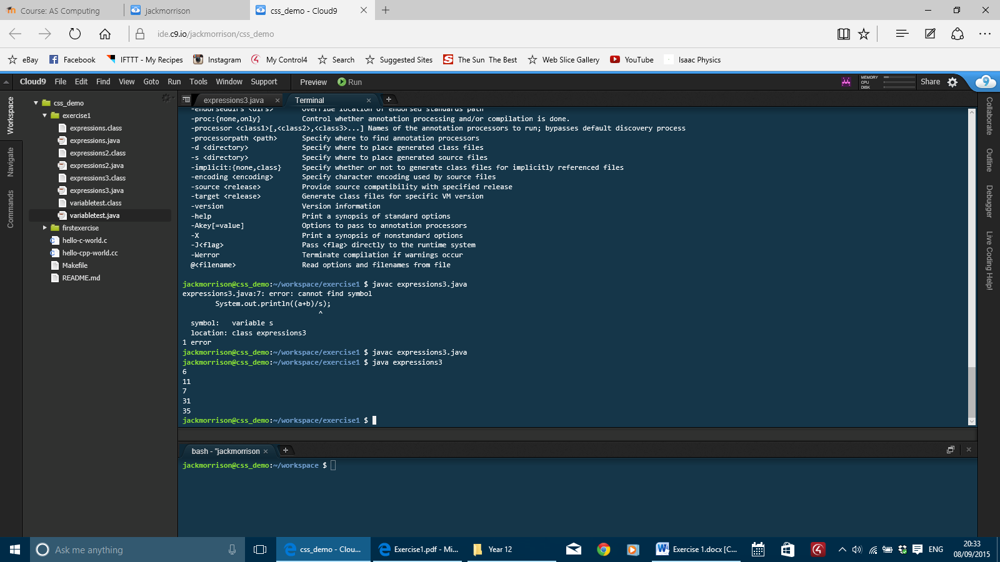 Course: AS Computing
jackmorrison
css_demo - Cloud9
ide.c9.io/jackmorrison/css_demo
eBay Facebook IFTTT - My Recipes Instagram My Control4 Search Suggested Sites The Sun The Best Web Slice Gallery YouTube Isaac Physics
Cloud9 File Edit Find View Goto Run Tools Window Support Preview Run MEMORY CPU DISK Share
Workspace
Navigate
Commands
css_demo
exercise1
expressions.class
expressions.java
expressions2.class
expressions2.java
expressions3.class
expressions3.java
variabletest.class
variabletest.java
firstexercise
hello-c-world.c
hello-cpp-world.cc
Makefile
README.md
expressions3.java Terminal
-endorseddirs <dirs> Override location of endorsed standards path
-proc:{none,only} Control whether annotation processing and/or compilation is done.
-processor <class1>[,<class2>,<class3>...] Names of the annotation processors to run; bypasses default discovery process
-processorpath <path> Specify where to find annotation processors
-d <directory> Specify where to place generated class files
-s <directory> Specify where to place generated source files
-implicit:{none,class} Specify whether or not to generate class files for implicitly referenced files
-encoding <encoding> Specify character encoding used by source files
-source <release> Provide source compatibility with specified release
-target <release> Generate class files for specific VM version
-version Version information
-help Print a synopsis of standard options
-Akey[=value] Options to pass to annotation processors
-X Print a synopsis of nonstandard options
-J<flag> Pass <flag> directly to the runtime system
-Werror Terminate compilation if warnings occur
@<filename> Read options and filenames from file
jackmorrison@css_demo:~/workspace/exercise1 $ javac expressions3.java
expressions3.java:7: error: cannot find symbol
System.out.println((a+b)/s);
^
symbol: variable s
location: class expressions3
1 error
jackmorrison@css_demo:~/workspace/exercise1 $ javac expressions3.java
jackmorrison@css_demo:~/workspace/exercise1 $ java expressions3
6
11
7
31
35
jackmorrison@css_demo:~/workspace/exercise1 $
bash - "jackmorrison
jackmorrison@css_demo:~/workspace $
Collaborate
Outline
Debugger
Live Coding Help!
Ask me anything
css_demo - Clou...
Exercise1.pdf - Mi...
Year 12
Exercise 1.docx [C...
ENG
20:33
08/09/2015